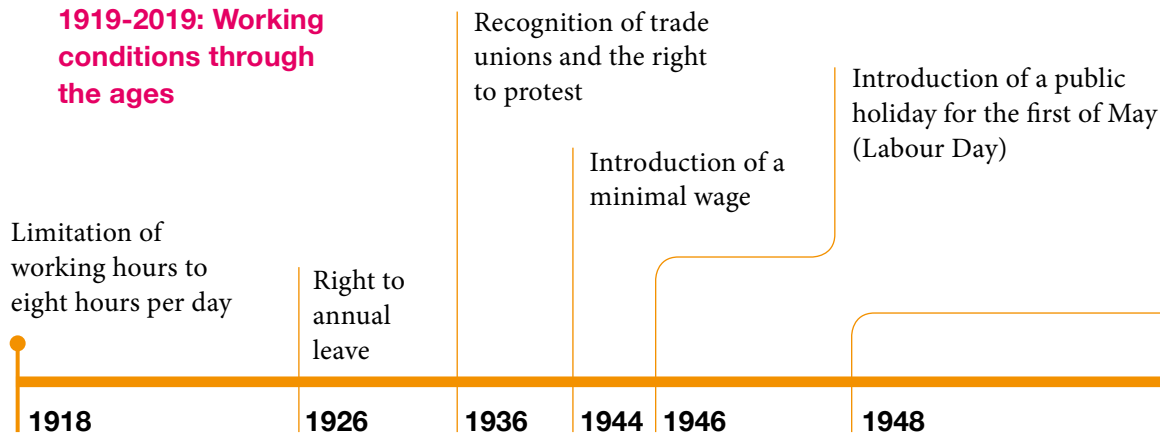 1919-2019: Working
conditions through
the ages
Limitation of
working hours to
eight hours per day
Right to
annual
leave
Recognition of trade
unions and the right
to protest
Introduction of a
minimal wage
Introduction of a public
holiday for the first of May
(Labour Day)
1918
1926
1936
1944
1946
1948